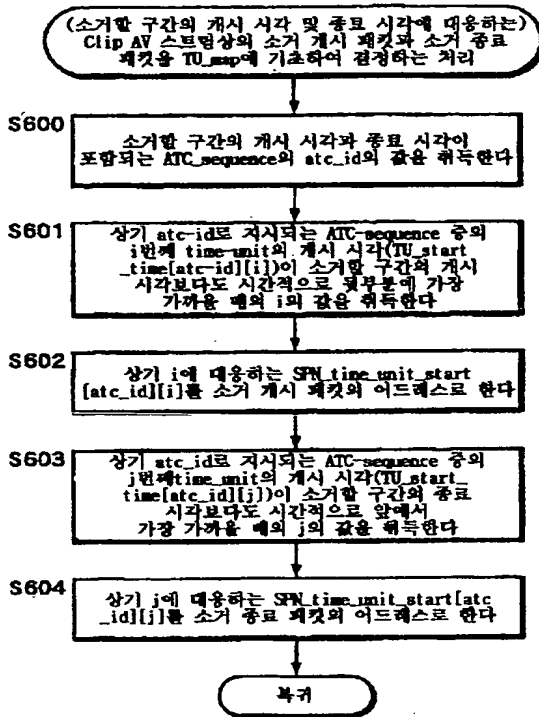 (소거할 구간의 개시 시각 및 종료 시각에 대응하는)
Clip AV 스트림상의 소거 개시 패킷과 소거 종료
패킷을 TU_map에 기초하여 결정하는 처리
S600
소거할 구간의 개시 시각과 종료 시각이
포함되는 ATC_sequence의 atc_id의 값을 취득한다
S601
상기 atc-id로 지시되는 ATC-sequence 중의
i번째 time-unit의 개시 시각(TU_start
_time[atc-id][i])이 소거할 구간의 개시
시각보다도 시간적으로 뒷부분에 가장
가까울 때의 i의 값을 취득한다
S602
상기 i에 대응하는 SPN_time_unit_start
[atc_id][i]를 소거 개시 패킷의 어드레스로 한다
S603
상기 atc_id로 지시되는 ATC-sequence 중의
j번째time_unit의 개시 시각(TU_start_
time[atc_id][j])이 소거할 구간의 종료
시각보다도 시간적으로 앞에서
가장 가까울 때의 j의 값을 취득한다
S604
상기 j에 대응하는 SPN_time_unit_start[atc
_id][j]를 소거 종료 패킷의 어드레스로 한다
복귀